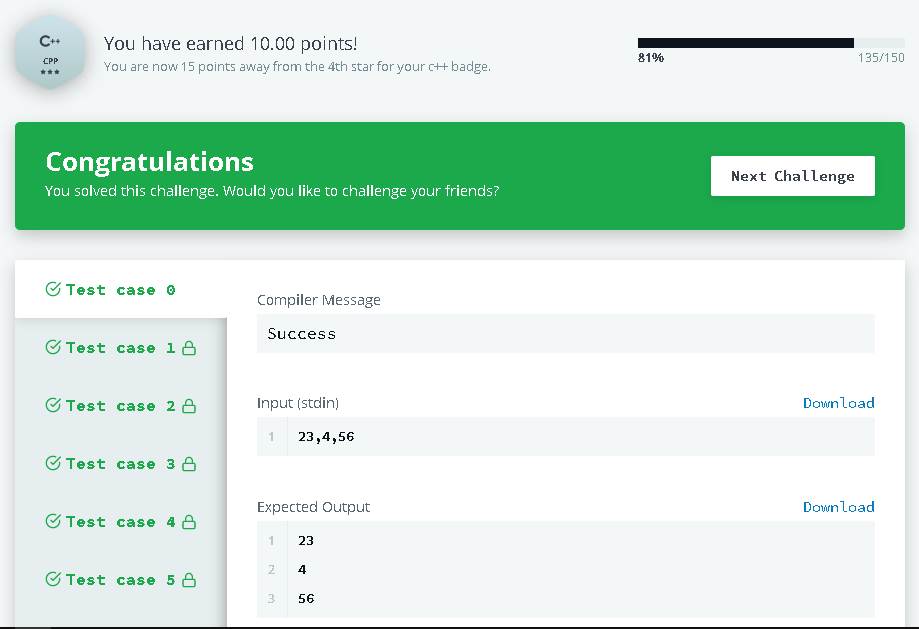 C++
CPP
★★★
You have earned 10.00 points!
You are now 15 points away from the 4th star for your c++ badge.
81%
135/150
Congratulations
You solved this challenge. Would you like to challenge your friends?
Next Challenge
Test case 0
Test case 1
Test case 2
Test case 3
Test case 4
Test case 5
Compiler Message
Success
Input (stdin)
Download
1 23,4,56
Expected Output
Download
1 23
2 4
3 56